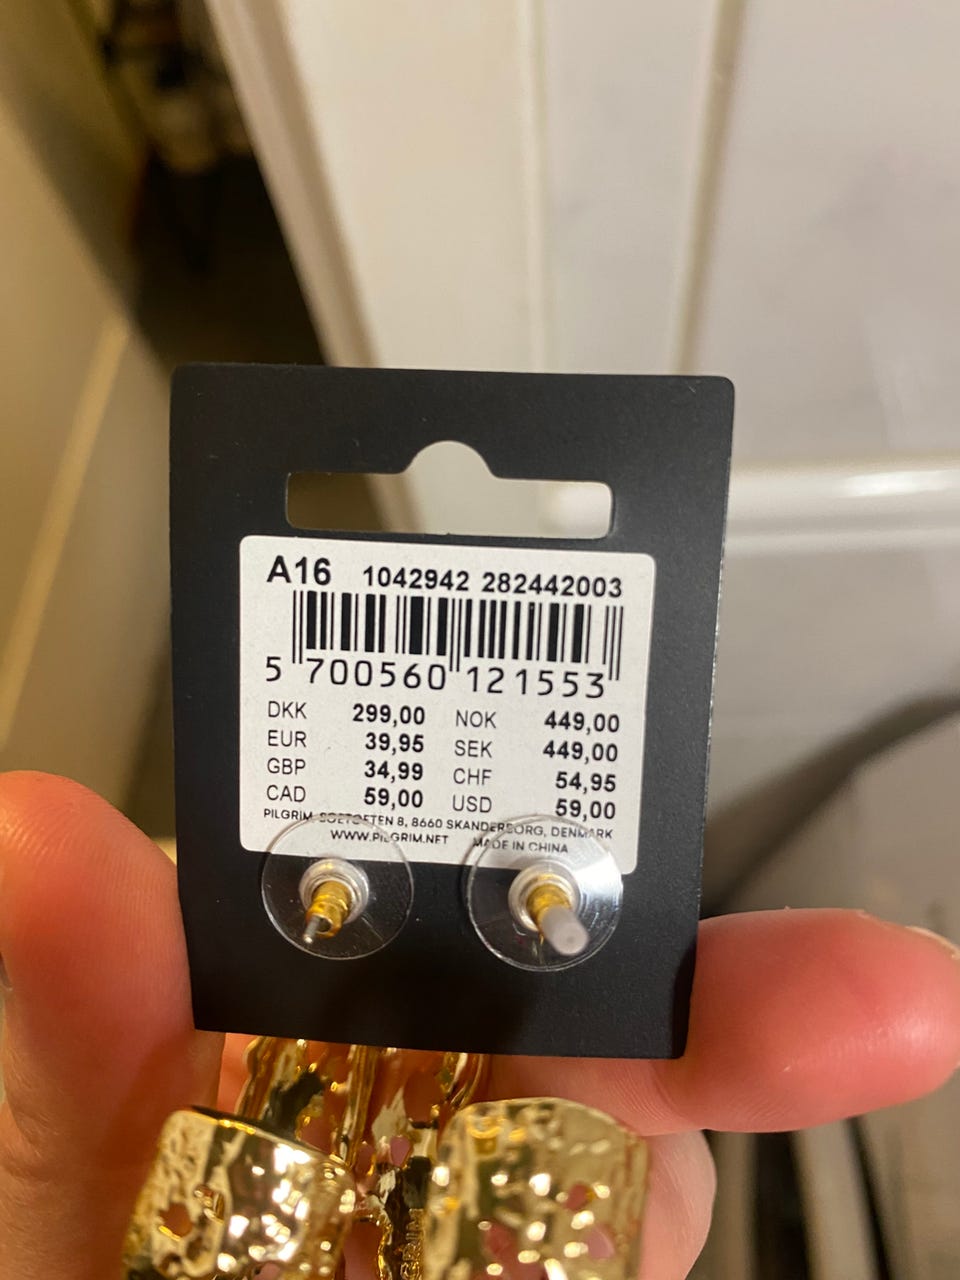 A16 1042942 282442003
5 700560 121553
DKK 299,00 NOK 449,00
EUR 39,95 SEK 449,00
GBP 34,99 CHF 54,95
CAD 59,00 USD 59,00
PILGRIM, 8, 8660 SKANDERBORG, DENMARK
WWW.PILGRIM.NET MADE IN CHINA